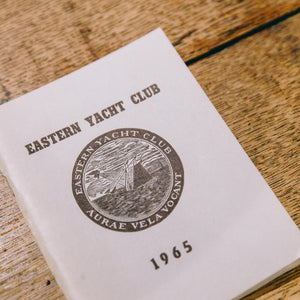 EASTERN YACHT CLUB
EASTERN YACHT CLUB
AURAE VELA VOCANT
1965